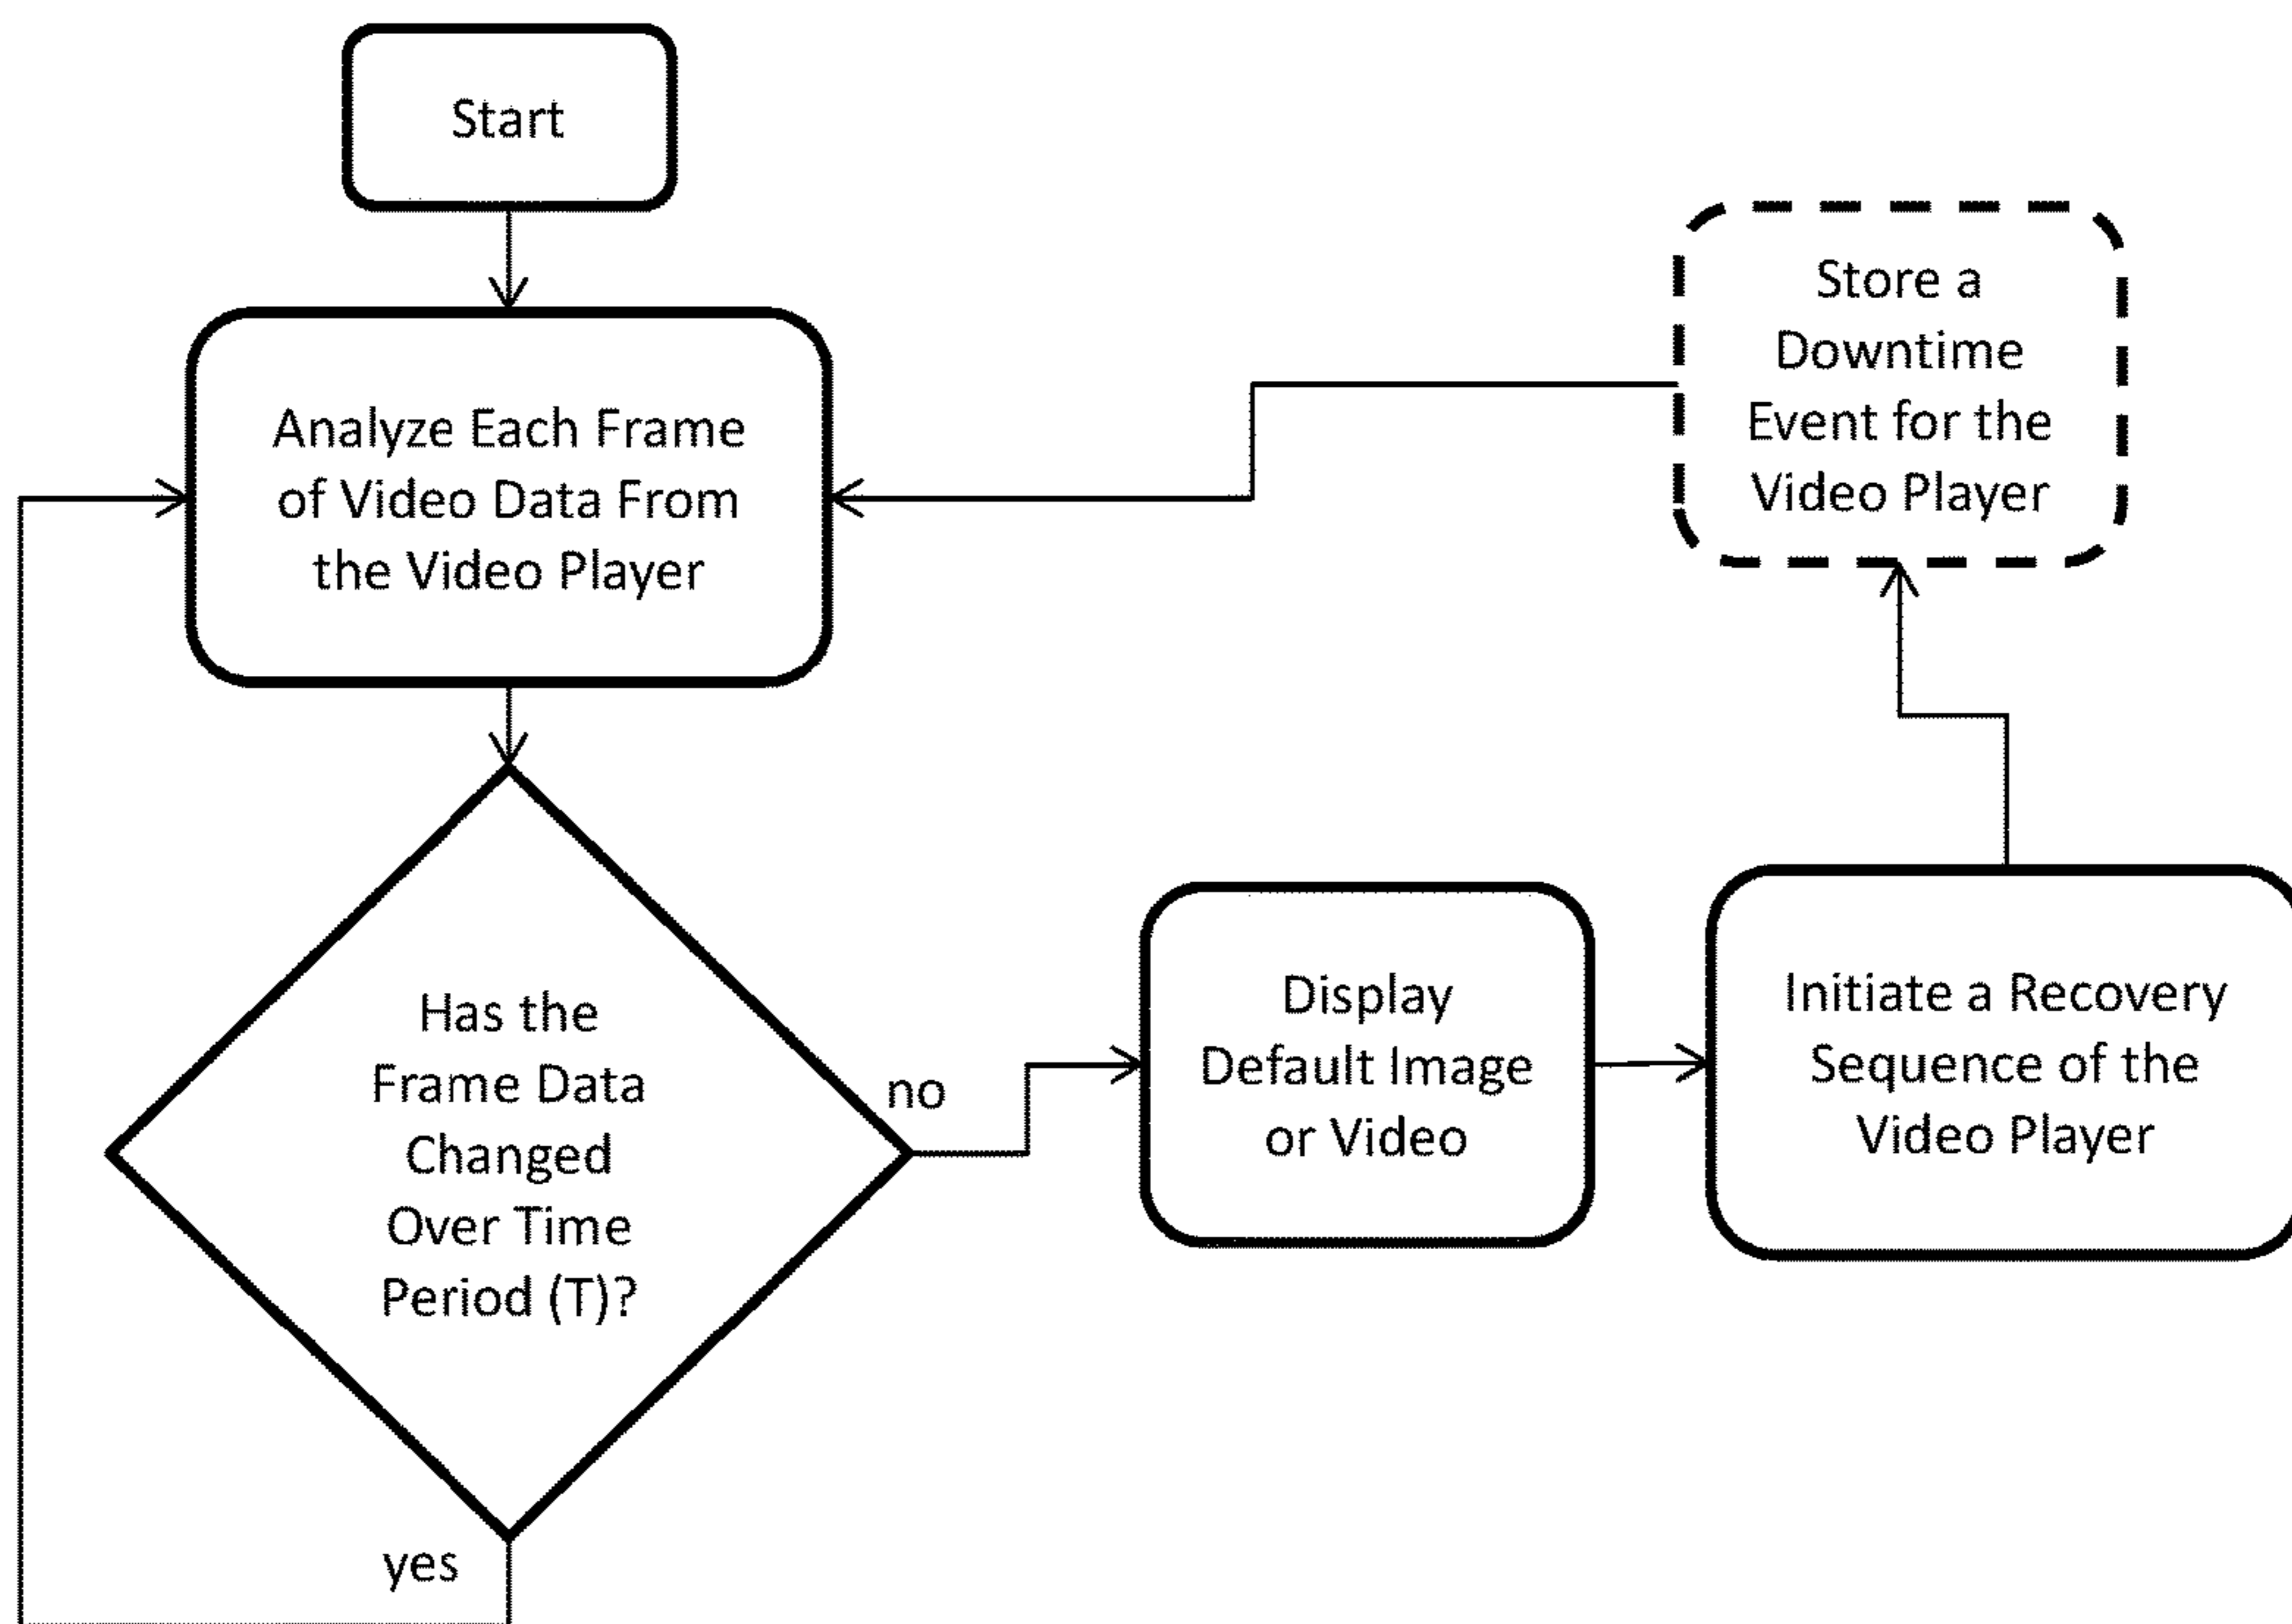 Start
Analyze Each Frame
of Video Data From
the Video Player
Has the
Frame Data
Changed
Over Time
Period (T)?
yes
no
Display
Default Image
or Video
Initiate a Recovery
Sequence of the
Video Player
Store a
Downtime
Event for the
Video Player